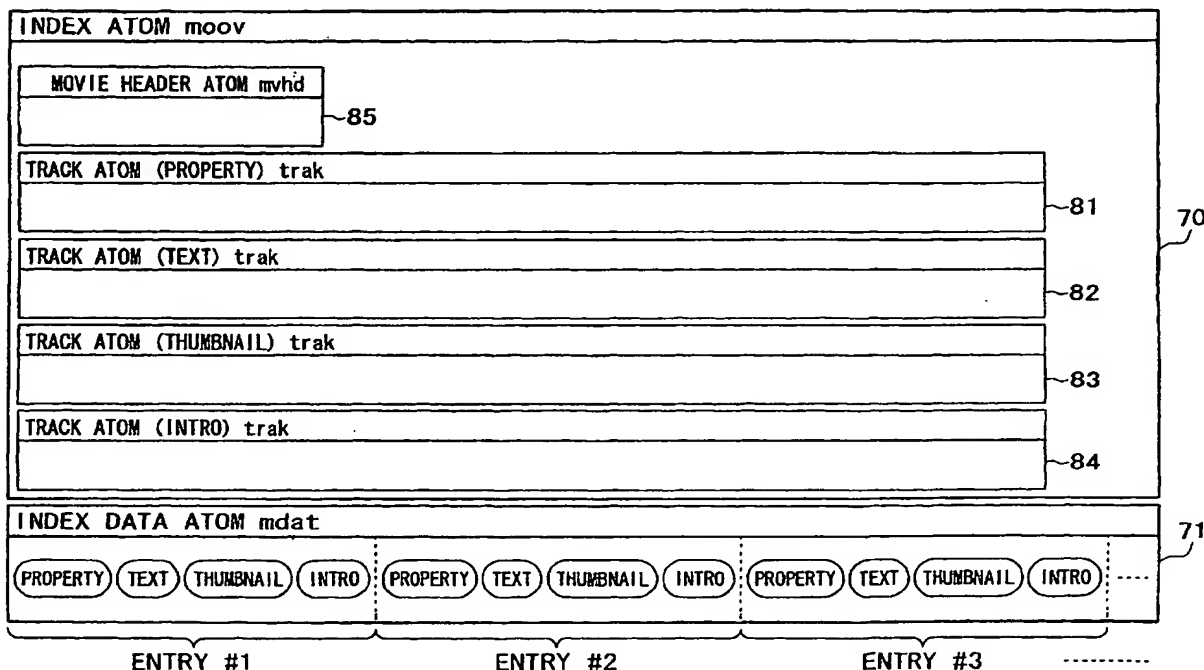 INDEX ATOM moov
MOVIE HEADER ATOM mvhd
85
TRACK ATOM (PROPERTY) trak
81
70
TRACK ATOM (TEXT) trak
82
TRACK ATOM (THUMBNAIL) trak
83
TRACK ATOM (INTRO) trak
84
INDEX DATA ATOM mdat
71
PROPERTY TEXT THUMBNAIL INTRO PROPERTY TEXT THUMBNAIL INTRO PROPERTY TEXT THUMBNAIL INTRO
ENTRY #1 ENTRY #2 ENTRY #3